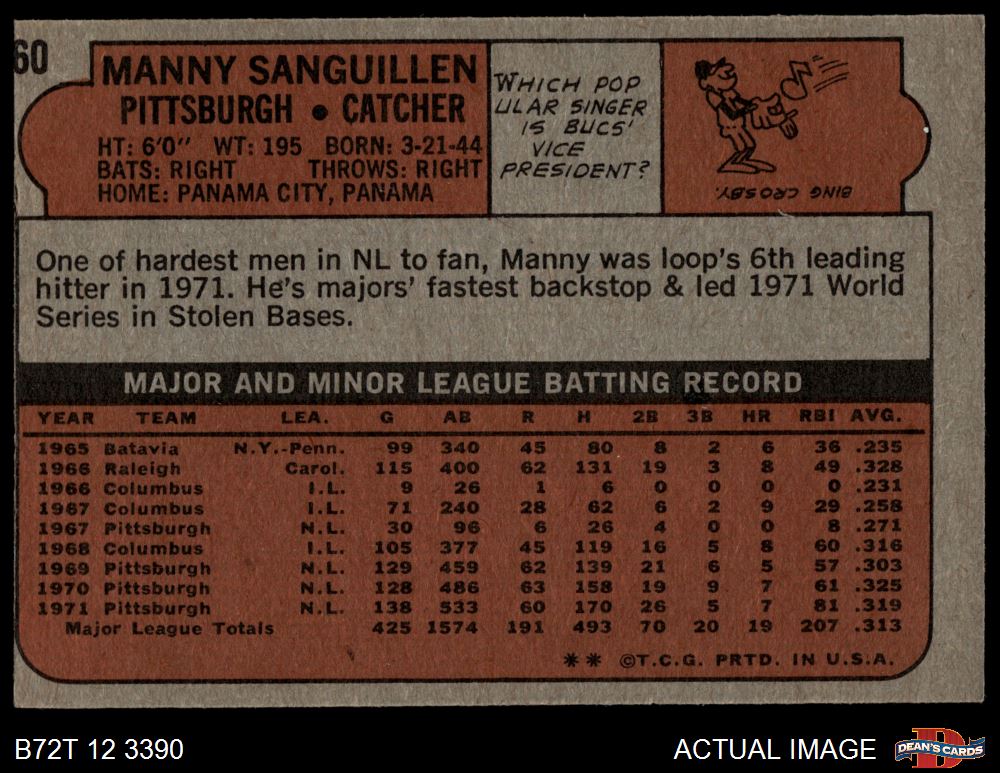 60
MANNY SANGUILLEN
PITTSBURGH • CATCHER
HT: 6'0" WT: 195 BORN: 3-21-44
BATS: RIGHT THROWS: RIGHT
HOME: PANAMA CITY, PANAMA
WHICH POP
ULAR SINGER
IS BUCS'
VICE
PRESIDENT?
BING CROSBY.
One of hardest men in NL to fan, Manny was loop's 6th leading
hitter in 1971. He's majors' fastest backstop & led 1971 World
Series in Stolen Bases.
MAJOR AND MINOR LEAGUE BATTING RECORD
YEAR TEAM LEA. G AB R H 2B 3B HR RBI AVG.
1965 Batavia N.Y.-Penn. 99 340 45 80 8 2 6 36 .235
1966 Raleigh Carol. 115 400 62 131 19 3 8 49 .328
1966 Columbus I.L. 9 26 1 6 0 0 0 0 .231
1967 Columbus I.L. 71 240 28 62 6 2 9 29 .258
1967 Pittsburgh N.L. 30 96 6 26 4 0 0 8 .271
1968 Columbus I.L. 105 377 45 119 16 5 8 60 .316
1969 Pittsburgh N.L. 129 459 62 139 21 6 5 57 .303
1970 Pittsburgh N.L. 128 486 63 158 19 9 7 61 .325
1971 Pittsburgh N.L. 138 533 60 170 26 5 7 81 .319
Major League Totals 425 1574 191 493 70 20 19 207 .313
** ©T.C.G. PRTD. IN U.S.A.
B72T 12 3390
ACTUAL IMAGE
D
DEAN'S CARDS